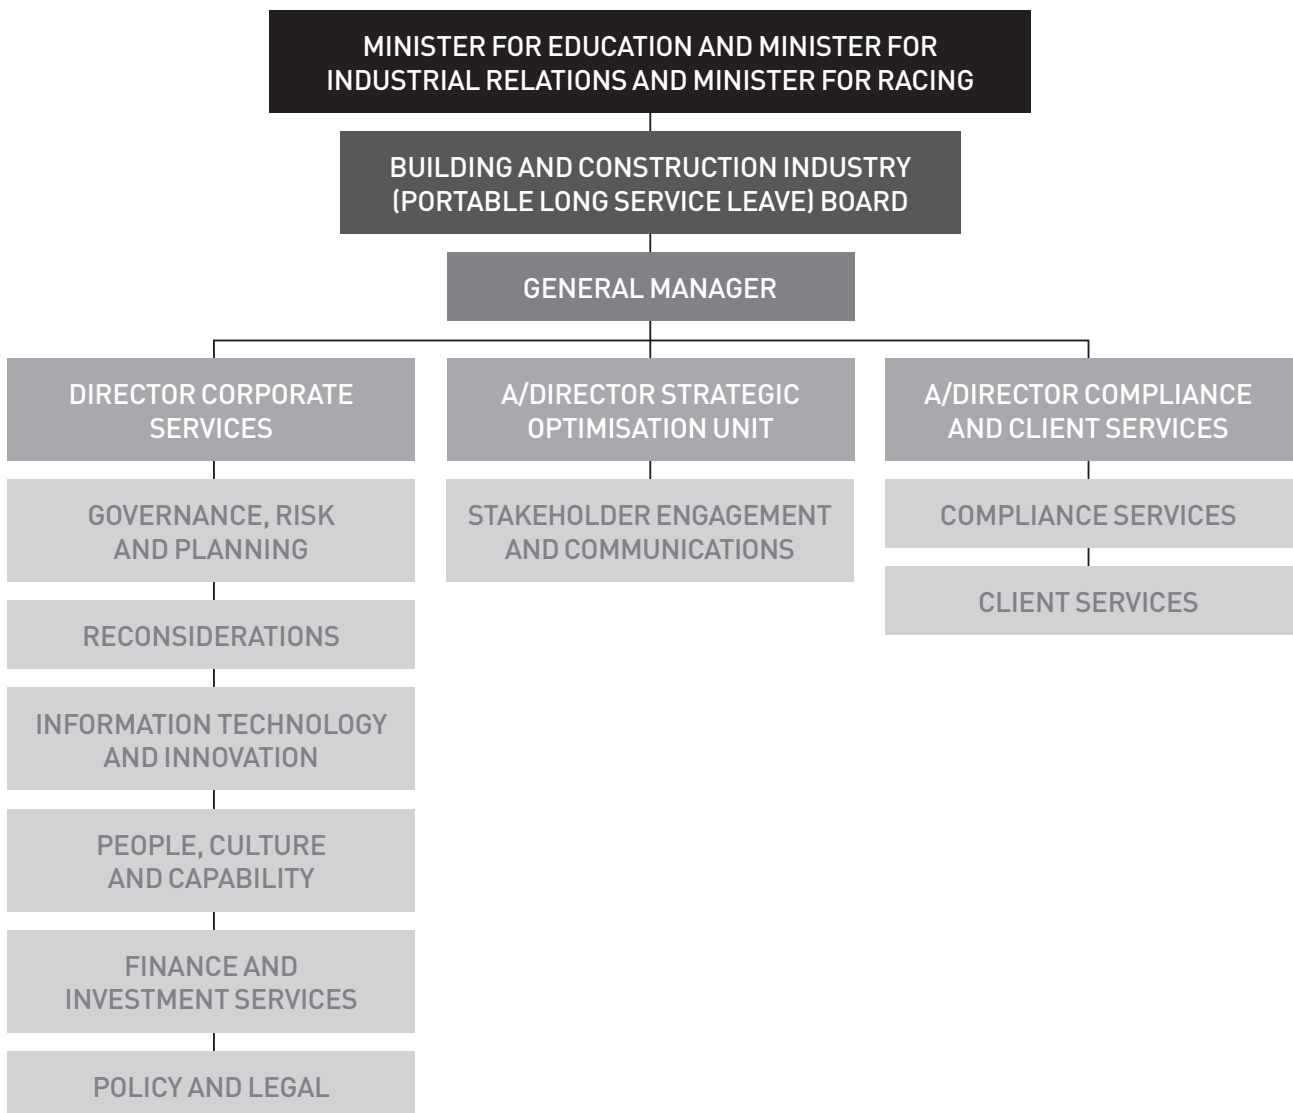 MINISTER FOR EDUCATION AND MINISTER FOR
INDUSTRIAL RELATIONS AND MINISTER FOR RACING
BUILDING AND CONSTRUCTION INDUSTRY
(PORTABLE LONG SERVICE LEAVE) BOARD
GENERAL MANAGER
DIRECTOR CORPORATE
SERVICES
GOVERNANCE, RISK
AND PLANNING
RECONSIDERATIONS
INFORMATION TECHNOLOGY
AND INNOVATION
PEOPLE, CULTURE
AND CAPABILITY
FINANCE AND
INVESTMENT SERVICES
POLICY AND LEGAL
A/DIRECTOR STRATEGIC
OPTIMISATION UNIT
STAKEHOLDER ENGAGEMENT
AND COMMUNICATIONS
A/DIRECTOR COMPLIANCE
AND CLIENT SERVICES
COMPLIANCE SERVICES
CLIENT SERVICES